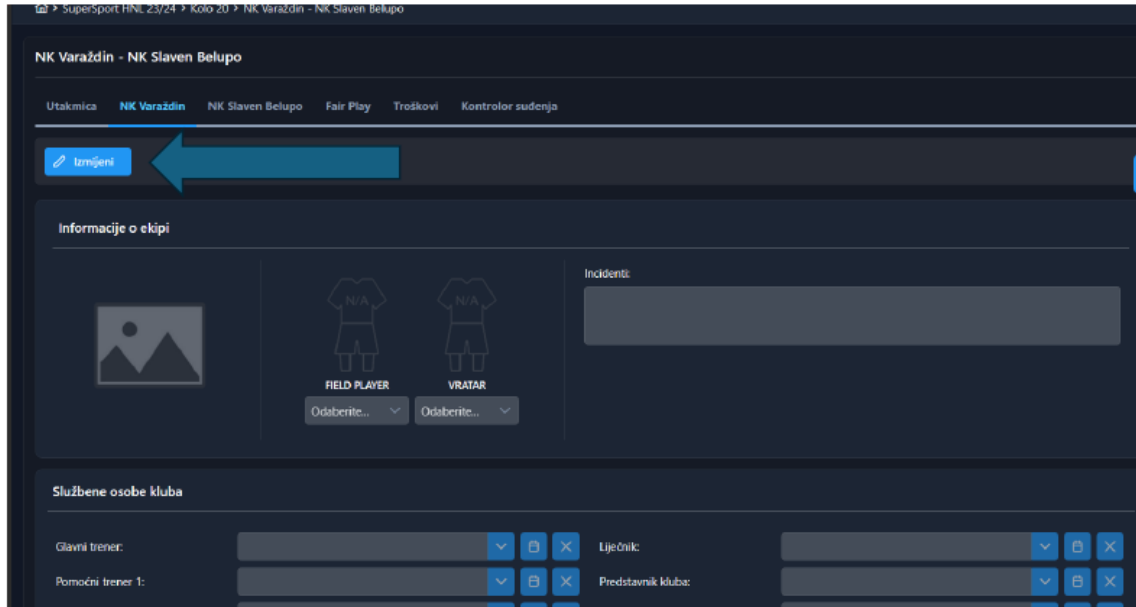 SuperSport HNL 23/24 > Kolo 20 > NK Varaždin - NK Slaven Belupo
NK Varaždin - NK Slaven Belupo
Utakmica NK Varaždin NK Slaven Belupo Fair Play Troškovi Kontrolor suđenja
Izmijeni
Informacije o ekipi
Incidenti:
N/A N/A
FIELD PLAYER VRATAR
Odaberite... Odaberite...
Službene osobe kluba
Glavni trener: Liječnik:
Pomoćni trener 1: Predstavnik kluba: